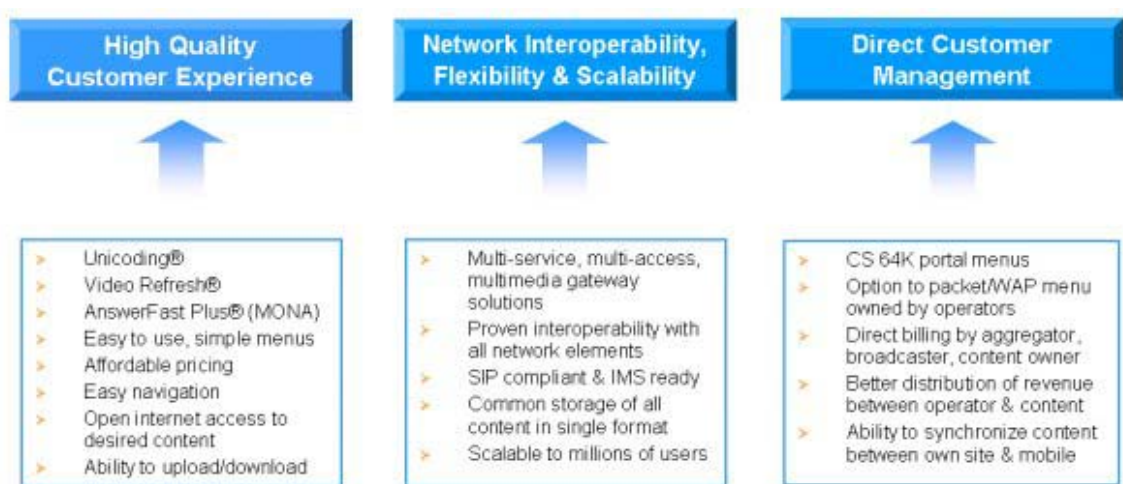 High Quality
Customer Experience
Unicoding®
Video Refresh®
AnswerFast Plus® (MONA)
Easy to use, simple menus
Affordable pricing
Easy navigation
Open internet access to
desired content
Ability to upload/download
Network Interoperability,
Flexibility & Scalability
Multi-service, multi-access,
multimedia gateway
solutions
Proven interoperability with
all network elements
SIP compliant & IMS ready
Common storage of all
content in single format
Scalable to millions of users
Direct Customer
Management
CS 64K portal menus
Option to packet/WAP menu
owned by operators
Direct billing by aggregator,
broadcaster, content owner
Better distribution of revenue
between operator & content
Ability to synchronize content
between own site & mobile